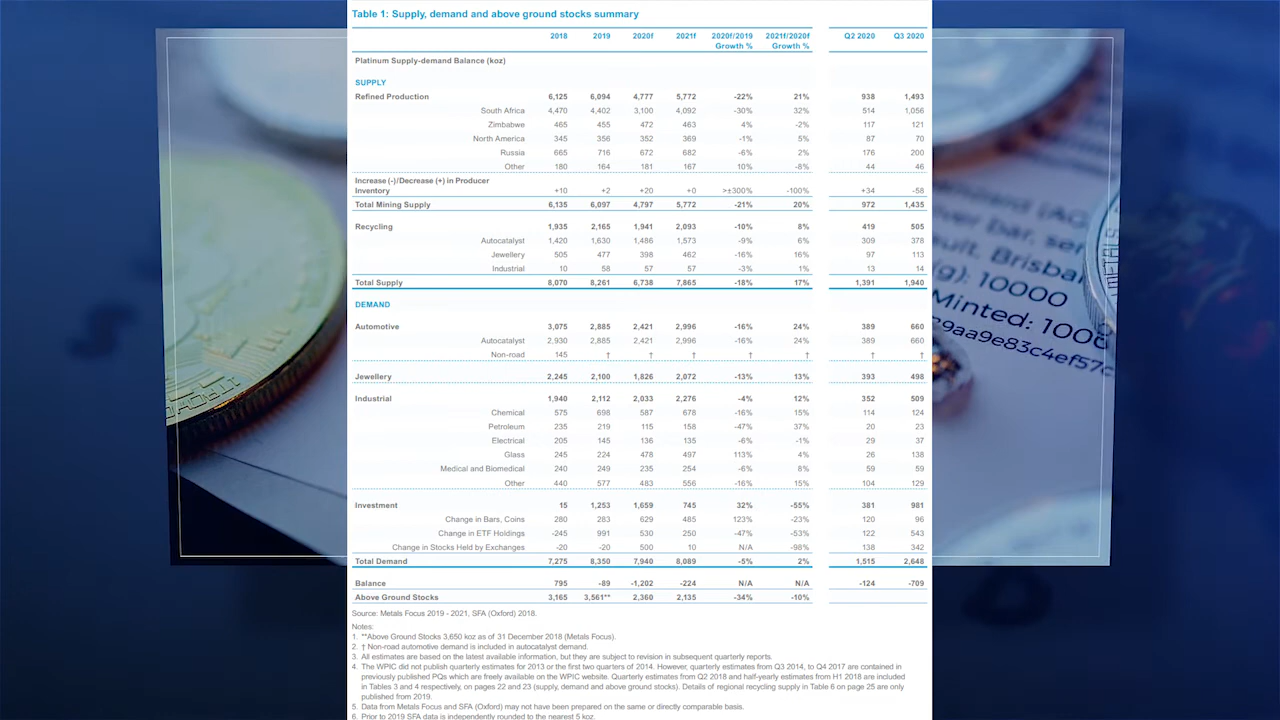 Table 1: Supply, demand and above ground stocks summary
2018 2019 2020f 2021f 2020f/2019 Growth % 2021f/2020f Growth % Q2 2020 Q3 2020
Platinum Supply-demand Balance (koz)
SUPPLY
Refined Production 6,125 6,094 4,777 5,772 -22% 21% 938 1,493
South Africa 4,470 4,402 3,100 4,092 -30% 32% 514 1,056
Zimbabwe 465 455 472 463 4% -2% 117 121
North America 345 356 352 369 -1% 5% 87 70
Russia 665 716 672 682 -6% 2% 176 200
Other 180 164 181 167 10% -8% 44 46
Increase (-)/Decrease (+) in Producer
Inventory +10 +2 +20 +0 >±300% -100% +34 -58
Total Mining Supply 6,135 6,097 4,797 5,772 -21% 20% 972 1,435
Recycling 1,935 2,165 1,941 2,093 -10% 8% 419 505
Autocatalyst 1,420 1,630 1,486 1,573 -9% 6% 309 378
Jewellery 505 477 398 462 -16% 16% 97 113
Industrial 10 58 57 57 -3% 1% 13 14
Total Supply 8,070 8,261 6,738 7,865 -18% 17% 1,391 1,940
DEMAND
Automotive 3,075 2,885 2,421 2,996 -16% 24% 389 660
Autocatalyst 2,930 2,885 2,421 2,996 -16% 24% 389 660
Non-road 145 † † † † † † †
Jewellery 2,245 2,100 1,826 2,072 -13% 13% 393 498
Industrial 1,940 2,112 2,033 2,276 -4% 12% 352 509
Chemical 575 698 587 678 -16% 15% 114 124
Petroleum 235 219 115 158 -47% 37% 20 23
Electrical 205 145 136 135 -6% -1% 29 37
Glass 245 224 478 497 113% 4% 26 138
Medical and Biomedical 240 249 235 254 -6% 8% 59 59
Other 440 577 483 556 -16% 15% 104 129
Investment 15 1,253 1,659 745 32% -55% 381 981
Change in Bars, Coins 280 283 629 485 123% -23% 120 96
Change in ETF Holdings -245 991 530 250 -47% -53% 122 543
Change in Stocks Held by Exchanges -20 -20 500 10 N/A -98% 138 342
Total Demand 7,275 8,350 7,940 8,089 -5% 2% 1,515 2,648
Balance 795 -89 -1,202 -224 N/A N/A -124 -709
Above Ground Stocks 3,165 3,561** 2,360 2,135 -34% -10%
Source: Metals Focus 2019 - 2021, SFA (Oxford) 2018.
Notes:
1. **Above Ground Stocks 3,650 koz as of 31 December 2018 (Metals Focus).
2. † Non-road automotive demand is included in autocatalyst demand.
3. All estimates are based on the latest available information, but they are subject to revision in subsequent quarterly reports.
4. The WPIC did not publish quarterly estimates for 2013 or the first two quarters of 2014. However, quarterly estimates from Q3 2014, to Q4 2017 are contained in
previously published PQs which are freely available on the WPIC website. Quarterly estimates from Q2 2018 and half-yearly estimates from H1 2018 are included
in Tables 3 and 4 respectively, on pages 22 and 23 (supply, demand and above ground stocks). Details of regional recycling supply in Table 6 on page 25 are only
published from 2019.
5. Data from Metals Focus and SFA (Oxford) may not have been prepared on the same or directly comparable basis.
6. Prior to 2019 SFA data is independently rounded to the nearest 5 koz.
bar, ser
Brisba
10000
Minted: 1000